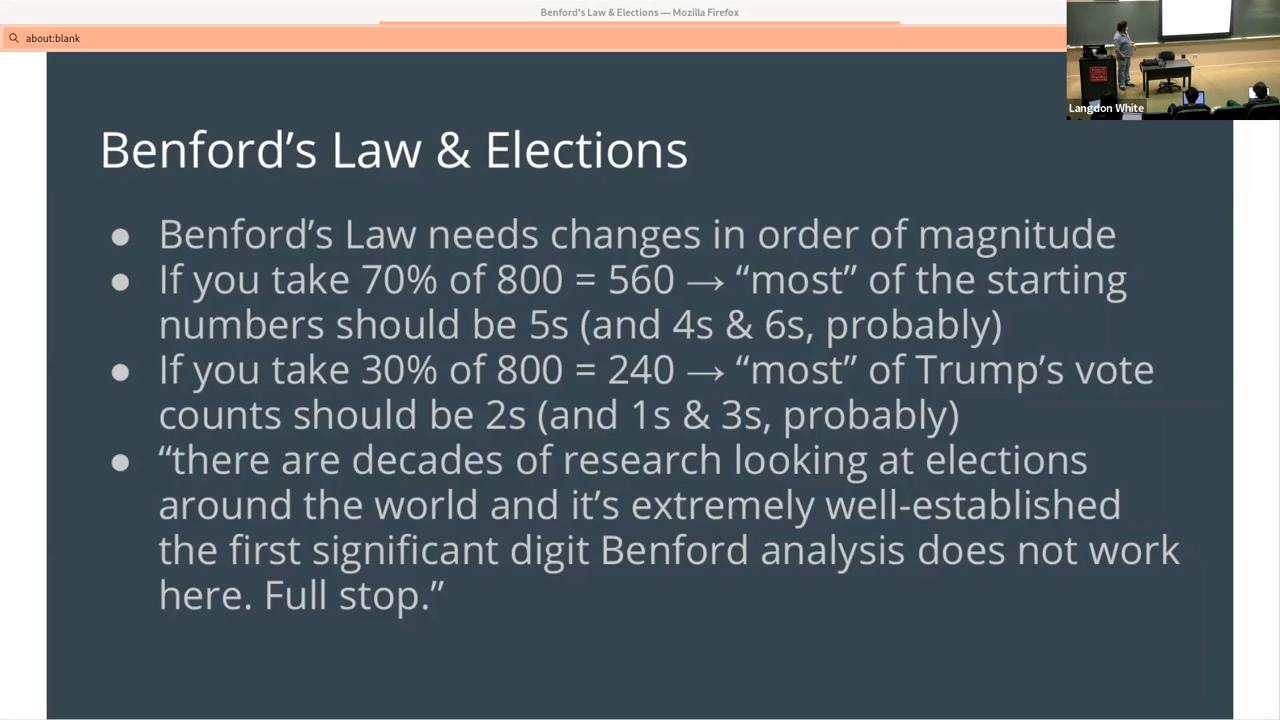 Benford's Law & Elections — Mozilla Firefox
about:blank
Langdon White
Benford’s Law & Elections
● Benford’s Law needs changes in order of magnitude
● If you take 70% of 800 = 560 → “most” of the starting
numbers should be 5s (and 4s & 6s, probably)
● If you take 30% of 800 = 240 → “most” of Trump’s vote
counts should be 2s (and 1s & 3s, probably)
● “there are decades of research looking at elections
around the world and it’s extremely well-established
the first significant digit Benford analysis does not work
here. Full stop.”